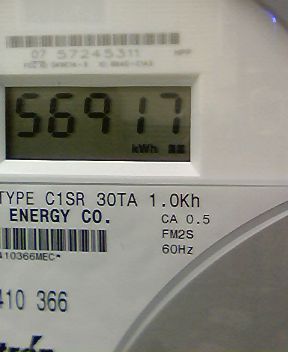 07 57245311
56917
kWh
TYPE C1SR 30TA 1.0Kh
ENERGY CO. CA 0.5
FM2S
410366MEC* 60Hz
410 366